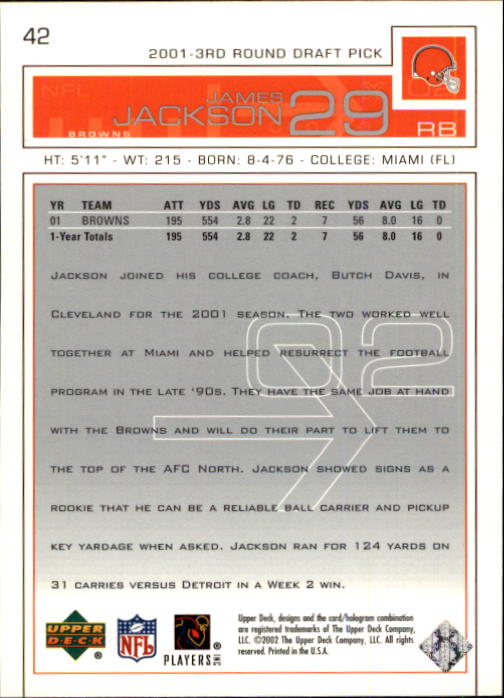 42
2001-3RD ROUND DRAFT PICK
NFL
02
JAMES
JACKSON 29
BROWNS
RB
HT: 5'11" - WT: 215 - BORN: 8-4-76 - COLLEGE: MIAMI (FL)
YR TEAM ATT YDS AVG LG TD REC YDS AVG LG TD
01 BROWNS 195 554 2.8 22 2 7 56 8.0 16 0
1-Year Totals 195 554 2.8 22 2 7 56 8.0 16 0
JACKSON JOINED HIS COLLEGE COACH, BUTCH DAVIS, IN
CLEVELAND FOR THE 2001 SEASON. THE TWO WORKED WELL
TOGETHER AT MIAMI AND HELPED RESURRECT THE FOOTBALL
PROGRAM IN THE LATE '90S. THEY HAVE THE SAME JOB AT HAND
WITH THE BROWNS AND WILL DO THEIR PART TO LIFT THEM TO
THE TOP OF THE AFC NORTH. JACKSON SHOWED SIGNS AS A
ROOKIE THAT HE CAN BE A RELIABLE BALL CARRIER AND PICKUP
KEY YARDAGE WHEN ASKED. JACKSON RAN FOR 124 YARDS ON
31 CARRIES VERSUS DETROIT IN A WEEK 2 WIN.
02
UPPER
DECK
®
NFL
®
PLAYERS INC
®
Upper Deck, designs and the card/hologram combination
are registered trademarks of The Upper Deck Company,
LLC. ©2002 The Upper Deck Company, LLC. All rights
reserved. Printed in the U.S.A.